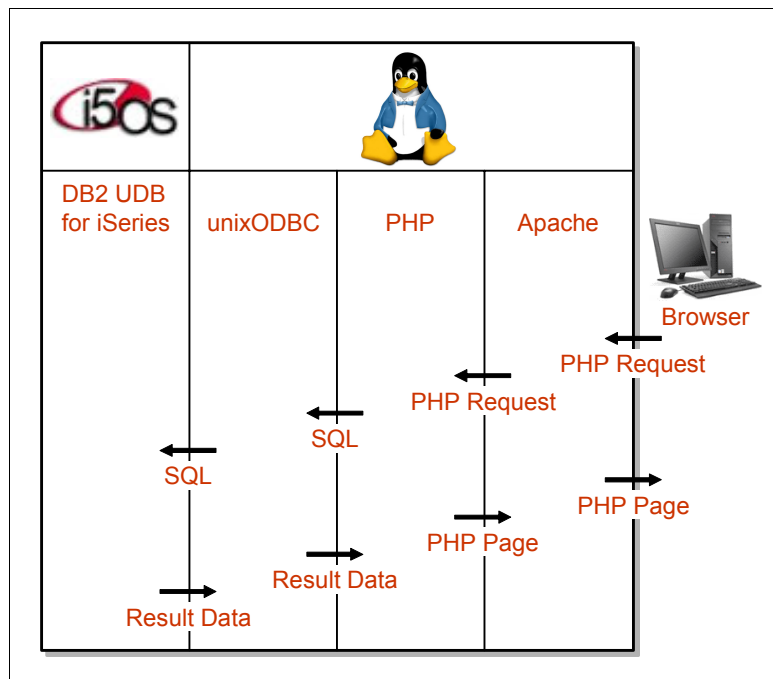 i5OS
DB2 UDB
for iSeries
unixODBC
PHP
Apache
Browser
PHP Request
PHP Request
SQL
SQL
PHP Page
PHP Page
Result Data
Result Data